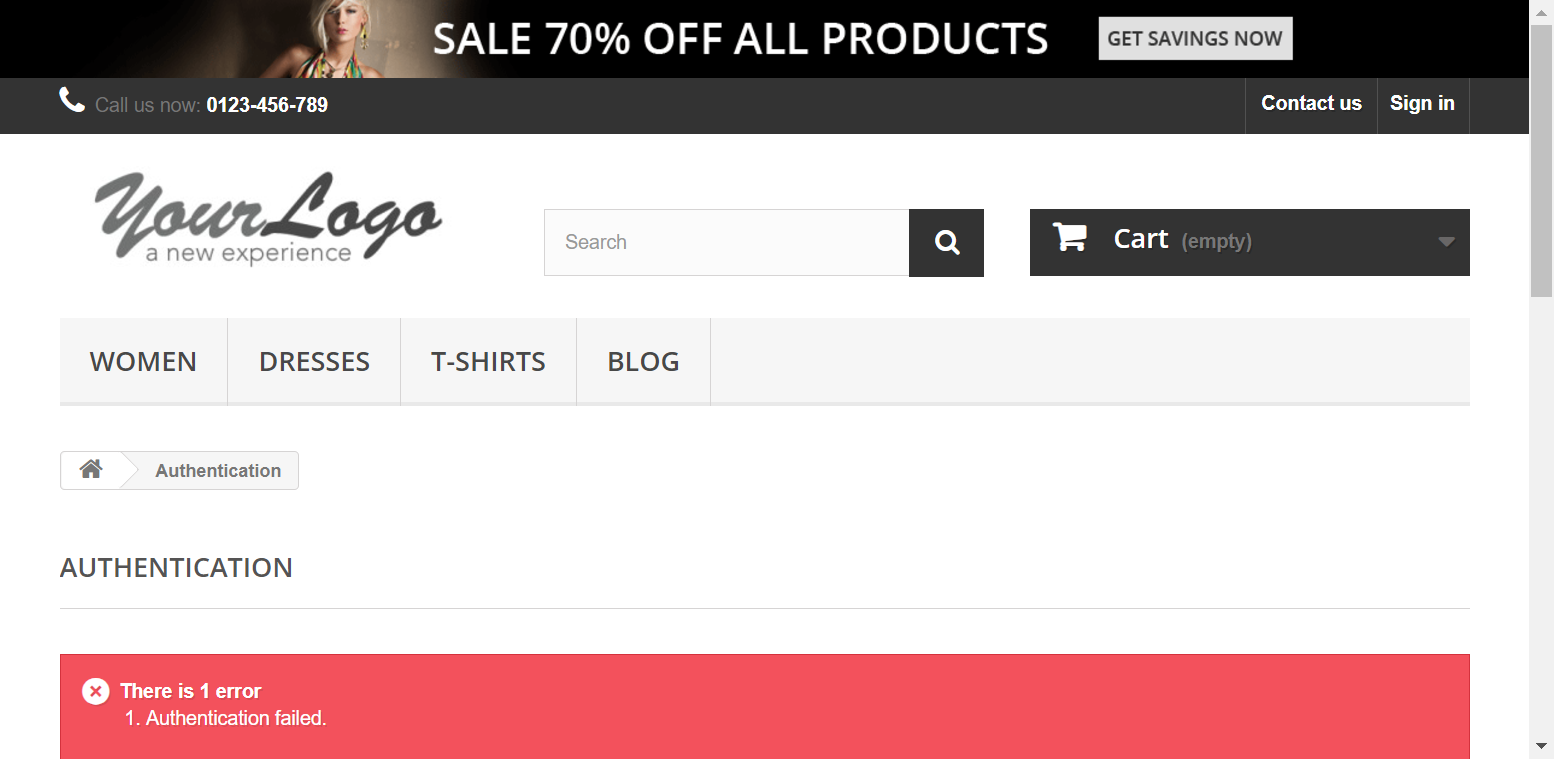 SALE 70% OFF ALL PRODUCTS GET SAVINGS NOW
Call us now: 0123-456-789 Contact us Sign in
YourLogo
a new experience
Search
Cart (empty)
WOMEN DRESSES T-SHIRTS BLOG
Authentication
AUTHENTICATION
There is 1 error
1. Authentication failed.